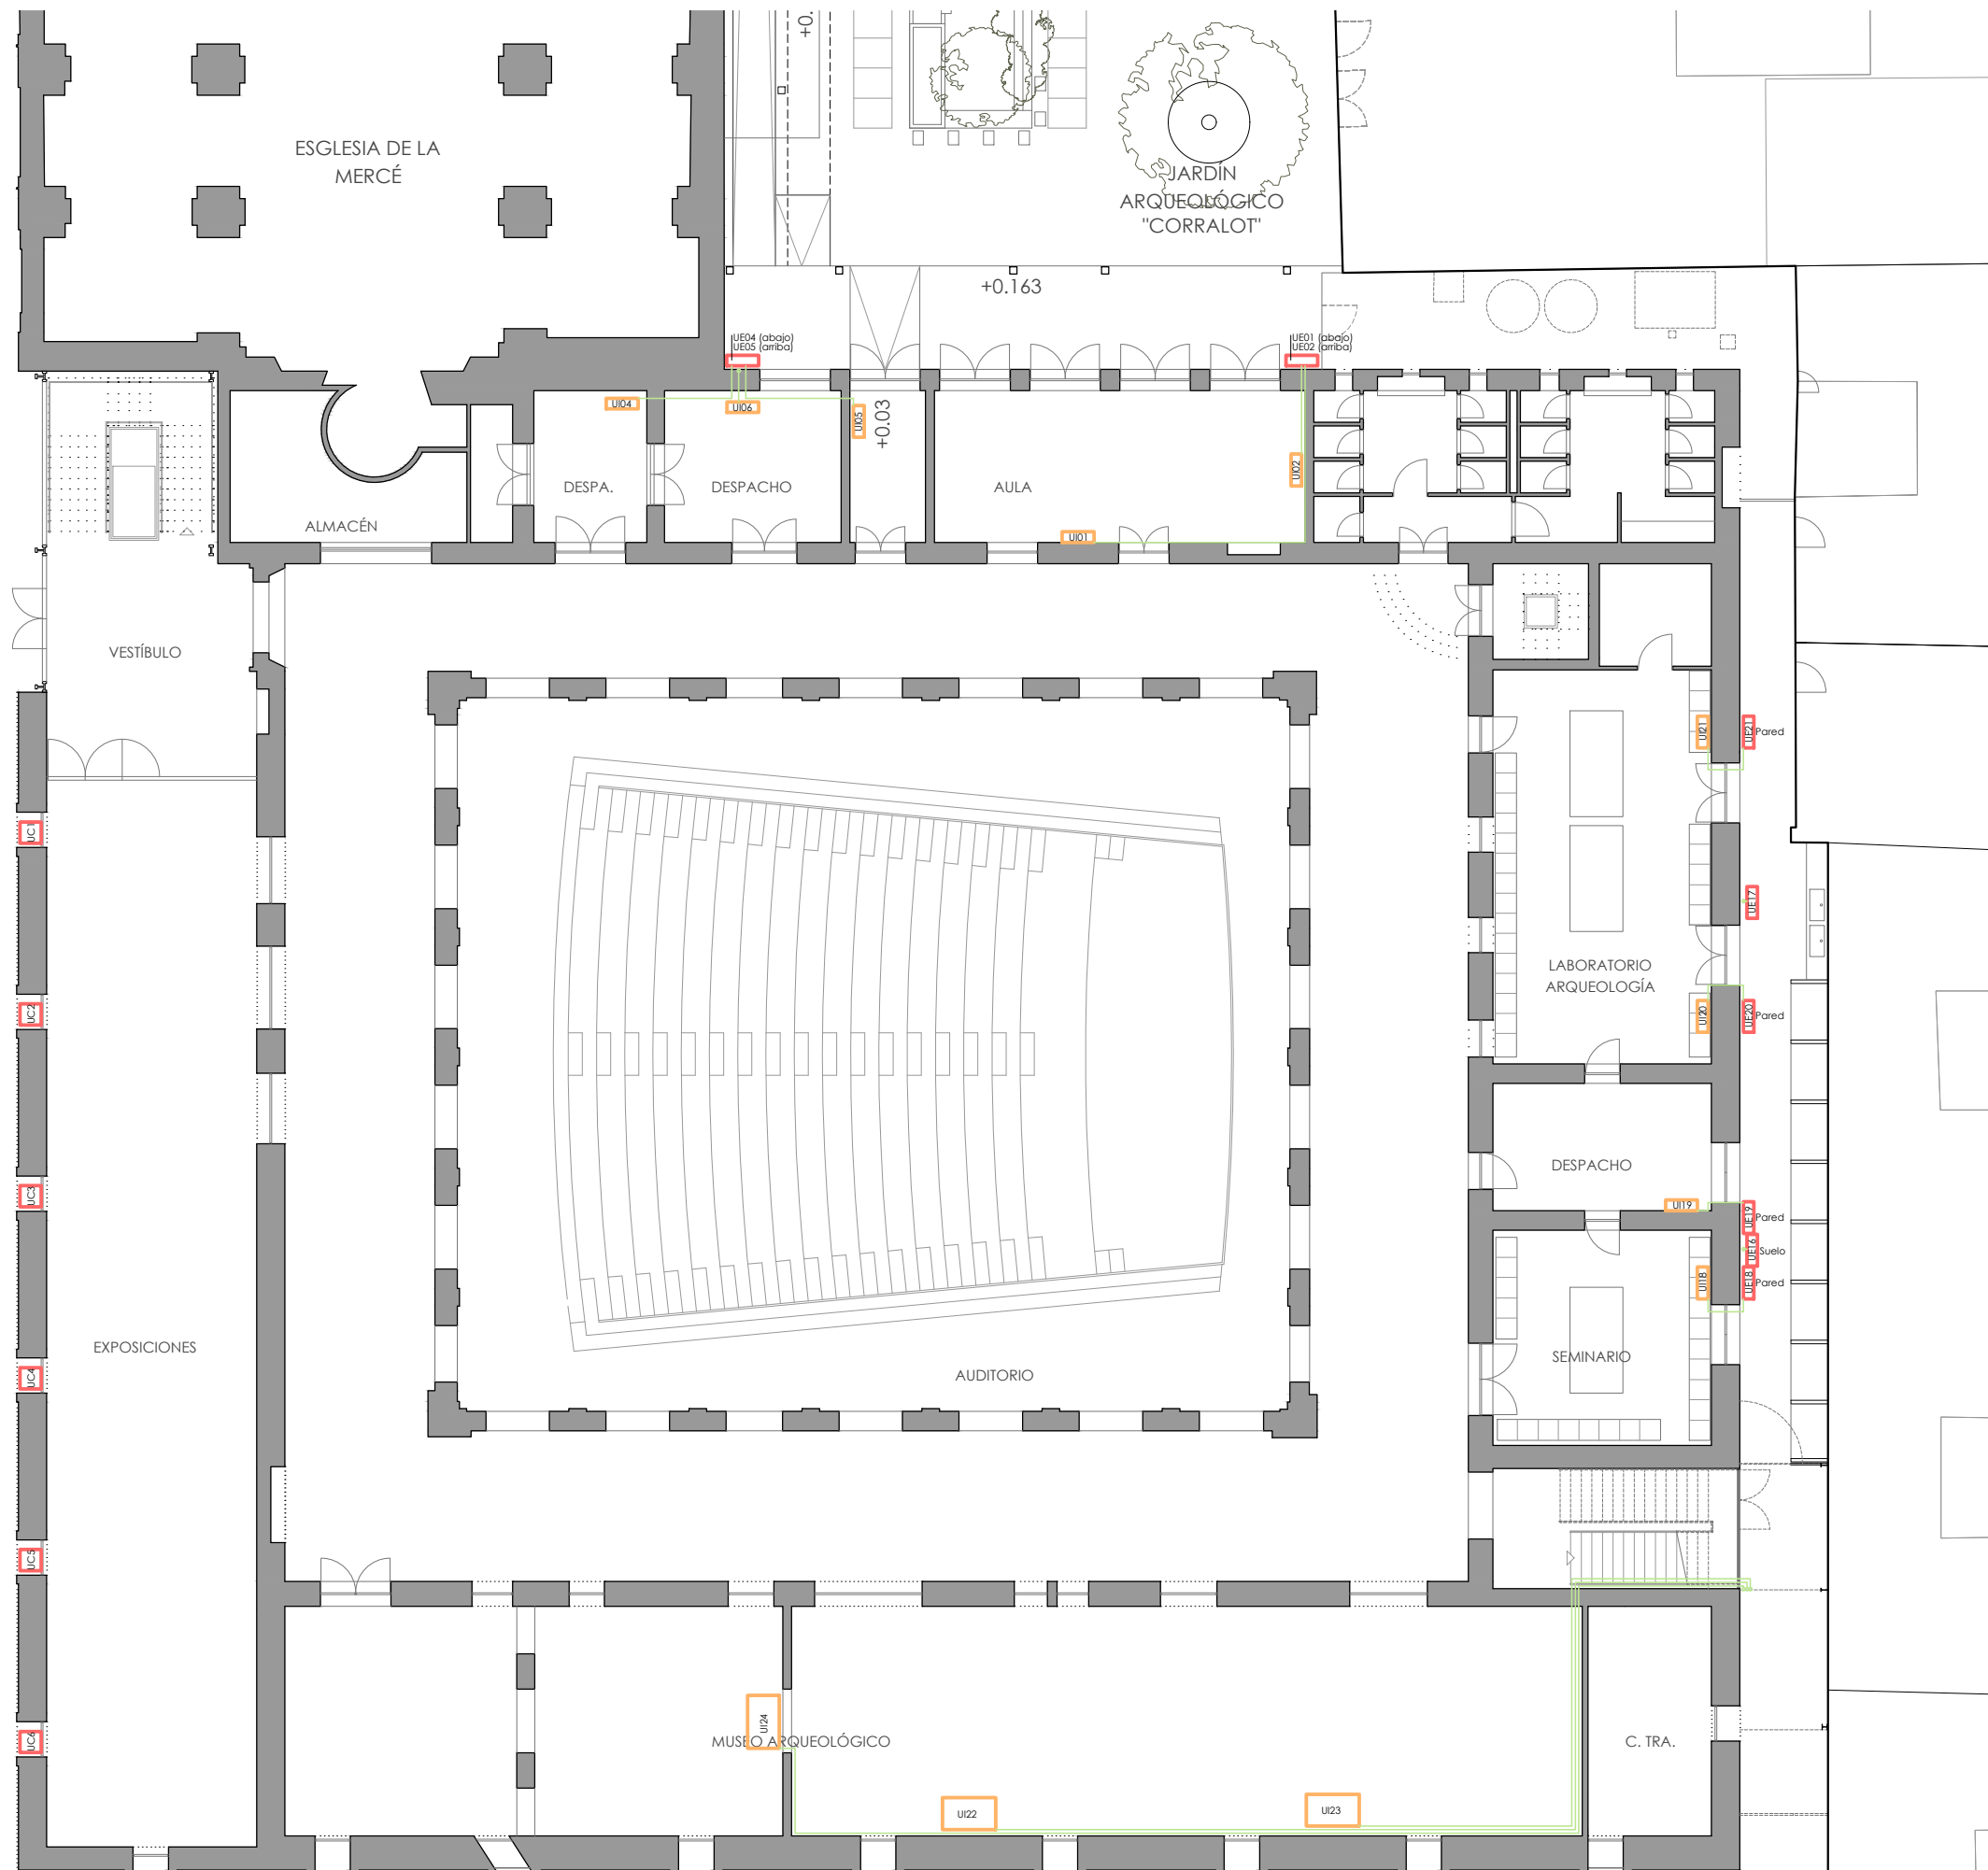 +0.
ESGLESIA DE LA
MERCÉ
JARDÍN
ARQUEOLÓGICO
"CORRALOT"
+0.163
UE04 (abajo)
UE05 (arriba)
UE01 (abajo)
UE02 (arriba)
UI04
UI06
UI05
+0.03
UI02
DESPA.
DESPACHO
AULA
ALMACÉN
UI01
VESTÍBULO
UI21
UE21
Pared
UC1
UE17
LABORATORIO
ARQUEOLOGÍA
UC2
UI20
UE20
Pared
DESPACHO
UC3
UI19
UE19
Pared
UE16
Suelo
UI18
UE18
Pared
EXPOSICIONES
SEMINARIO
UC4
AUDITORIO
UC5
UI24
MUSEO ARQUEOLÓGICO
C. TRA.
UC6
UI22
UI23